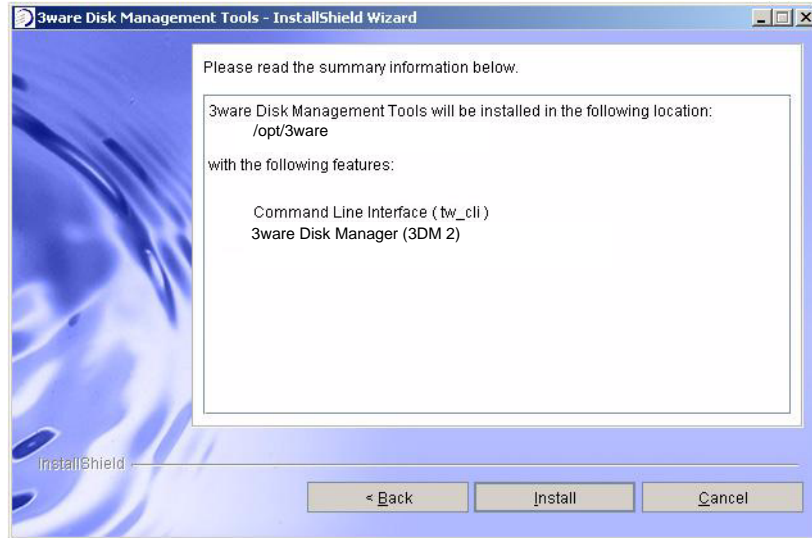 3ware Disk Management Tools - InstallShield Wizard
Please read the summary information below.
3ware Disk Management Tools will be installed in the following location:
/opt/3ware
with the following features:
Command Line Interface ( tw_cli )
3ware Disk Manager (3DM 2)
InstallShield
< Back
Install
Cancel